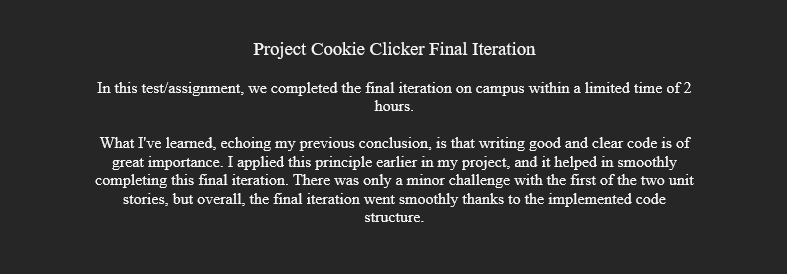 Project Cookie Clicker Final Iteration
In this test/assignment, we completed the final iteration on campus within a limited time of 2
hours.
What I've learned, echoing my previous conclusion, is that writing good and clear code is of
great importance. I applied this principle earlier in my project, and it helped in smoothly
completing this final iteration. There was only a minor challenge with the first of the two unit
stories, but overall, the final iteration went smoothly thanks to the implemented code
structure.